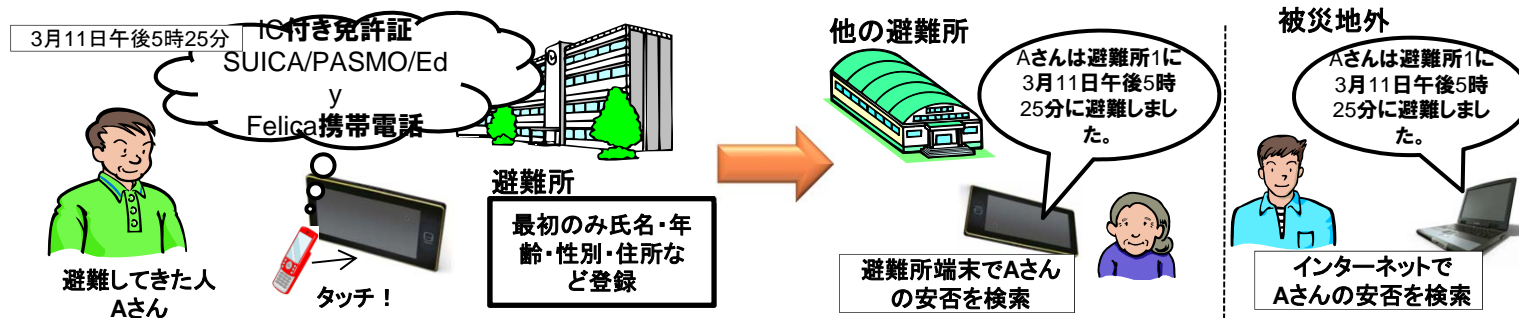 3月11日午後5時25分
IC付き免許証
SUICA/PASMO/Ed
y
Felica携帯電話
避難してきた人
Aさん
タッチ！
避難所
最初のみ氏名・年
齢・性別・住所な
ど登録
他の避難所
Aさんは避難所1に
3月11日午後5時
25分に避難しまし
た。
避難所端末でAさん
の安否を検索
被災地外
Aさんは避難所1に
3月11日午後5時
25分に避難しまし
た。
インターネットで
Aさんの安否を検索